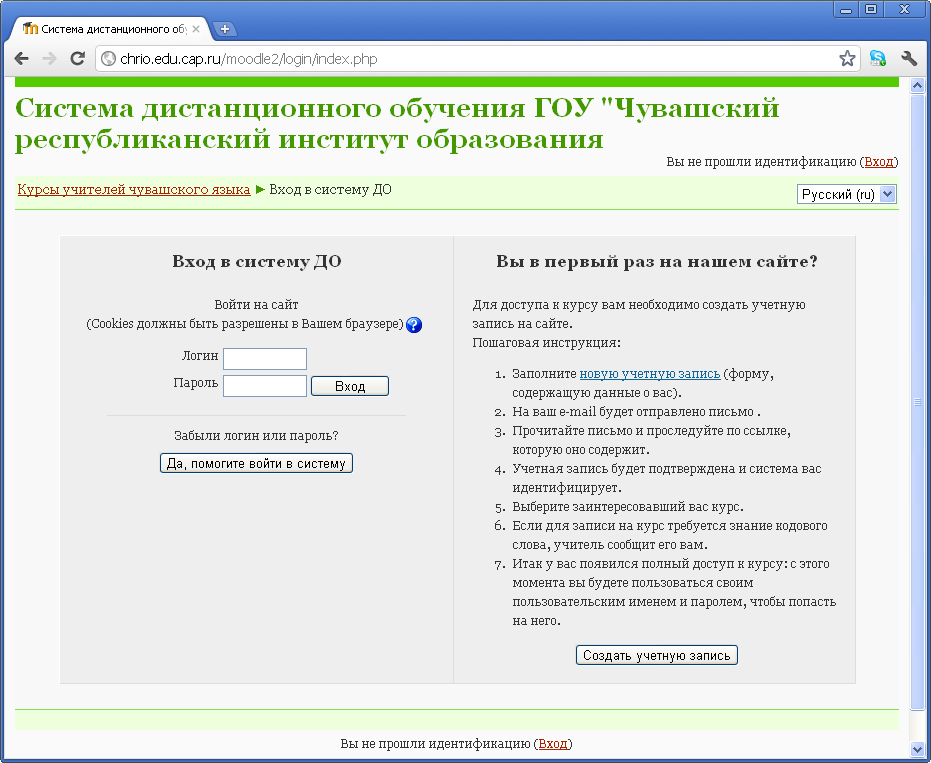 Система дистанционного об
chrio.edu.cap.ru/moodle2/login/index.php
Система дистанционного обучения ГОУ "Чувашский
республиканский институт образования
Вы не прошли идентификацию (Вход)
Курсы учителей чувашского языка ► Вход в систему ДО
Русский (ru)
Вход в систему ДО
Войти на сайт
(Cookies должны быть разрешены в Вашем браузере) ?
Логин
Пароль
Вход
Забыли логин или пароль?
Да, помогите войти в систему
Вы в первый раз на нашем сайте?
Для доступа к курсу вам необходимо создать учетную
запись на сайте.
Пошаговая инструкция:
1. Заполните новую учетную запись (форму,
содержащую данные о вас).
2. На ваш e-mail будет отправлено письмо .
3. Прочитайте письмо и проследуйте по ссылке,
которую оно содержит.
4. Учетная запись будет подтверждена и система вас
идентифицирует.
5. Выберите заинтересовавший вас курс.
6. Если для записи на курс требуется знание кодового
слова, учитель сообщит его вам.
7. Итак у вас появился полный доступ к курсу: с этого
момента вы будете пользоваться своим
пользовательским именем и паролем, чтобы попасть
на него.
Создать учетную запись
Вы не прошли идентификацию (Вход)